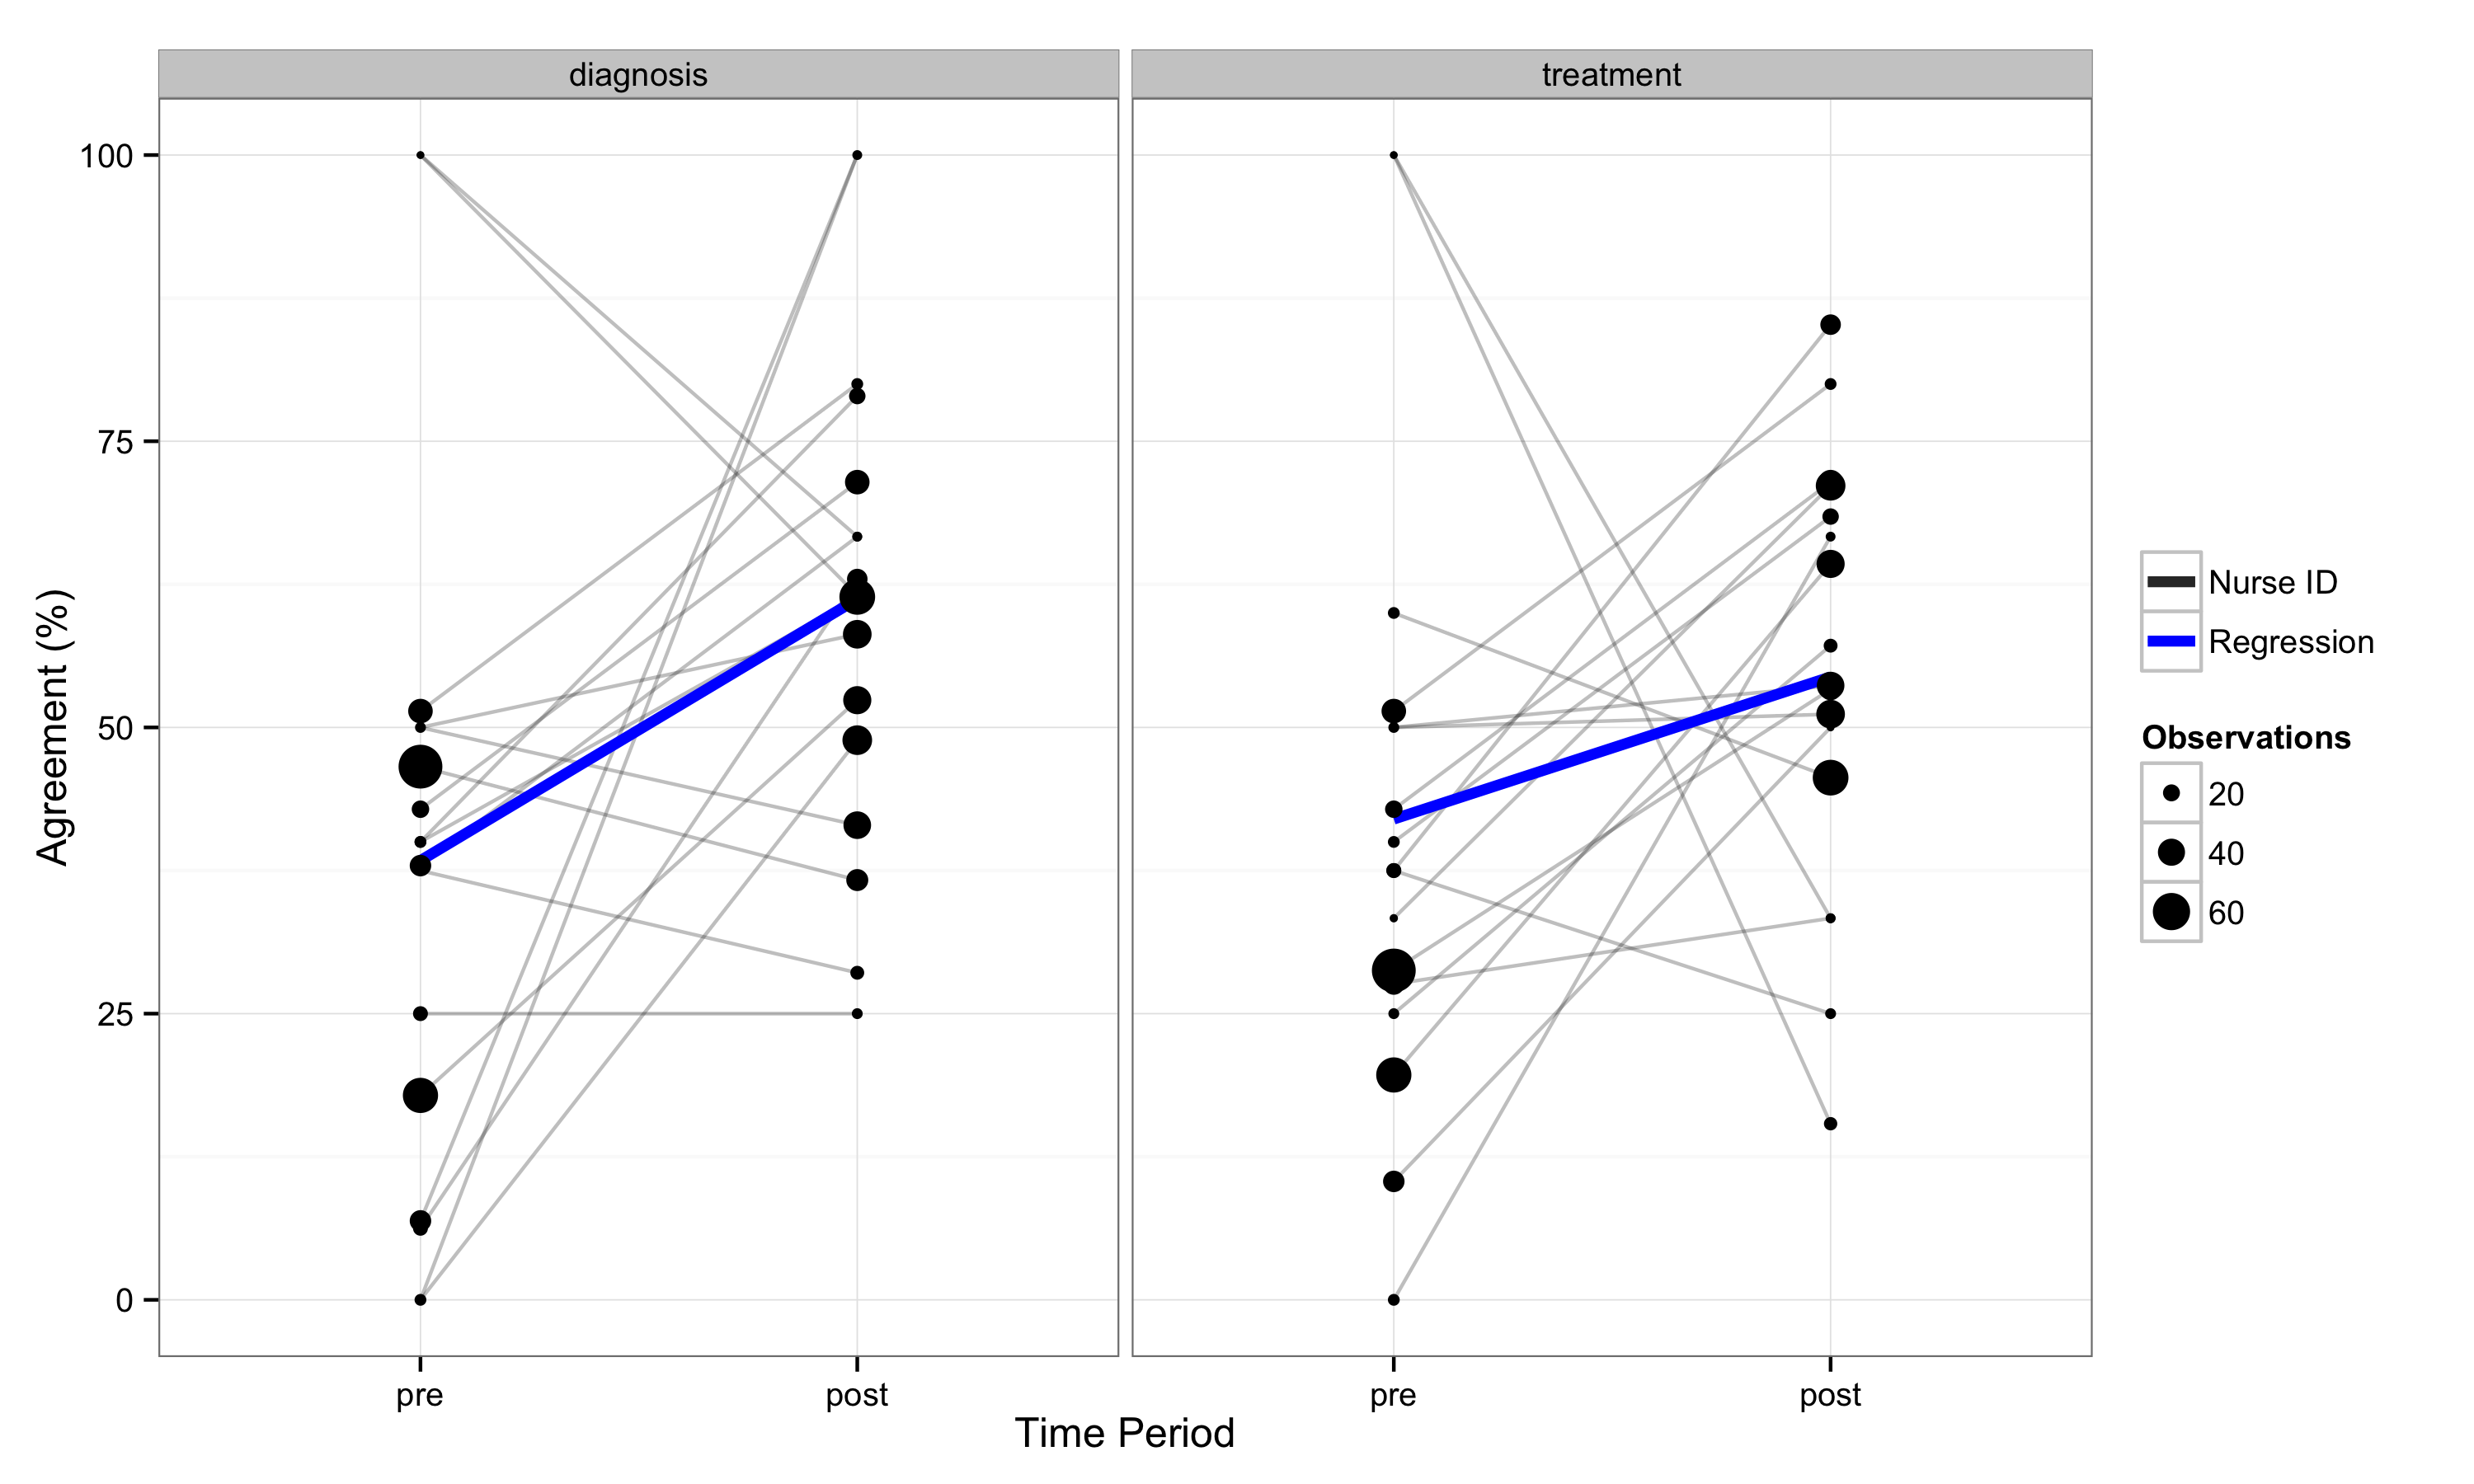 diagnosis
treatment
100
75
50
25
0
Agreement (%)
pre
post
pre
post
Time Period
Nurse ID
Regression
Observations
20
40
60